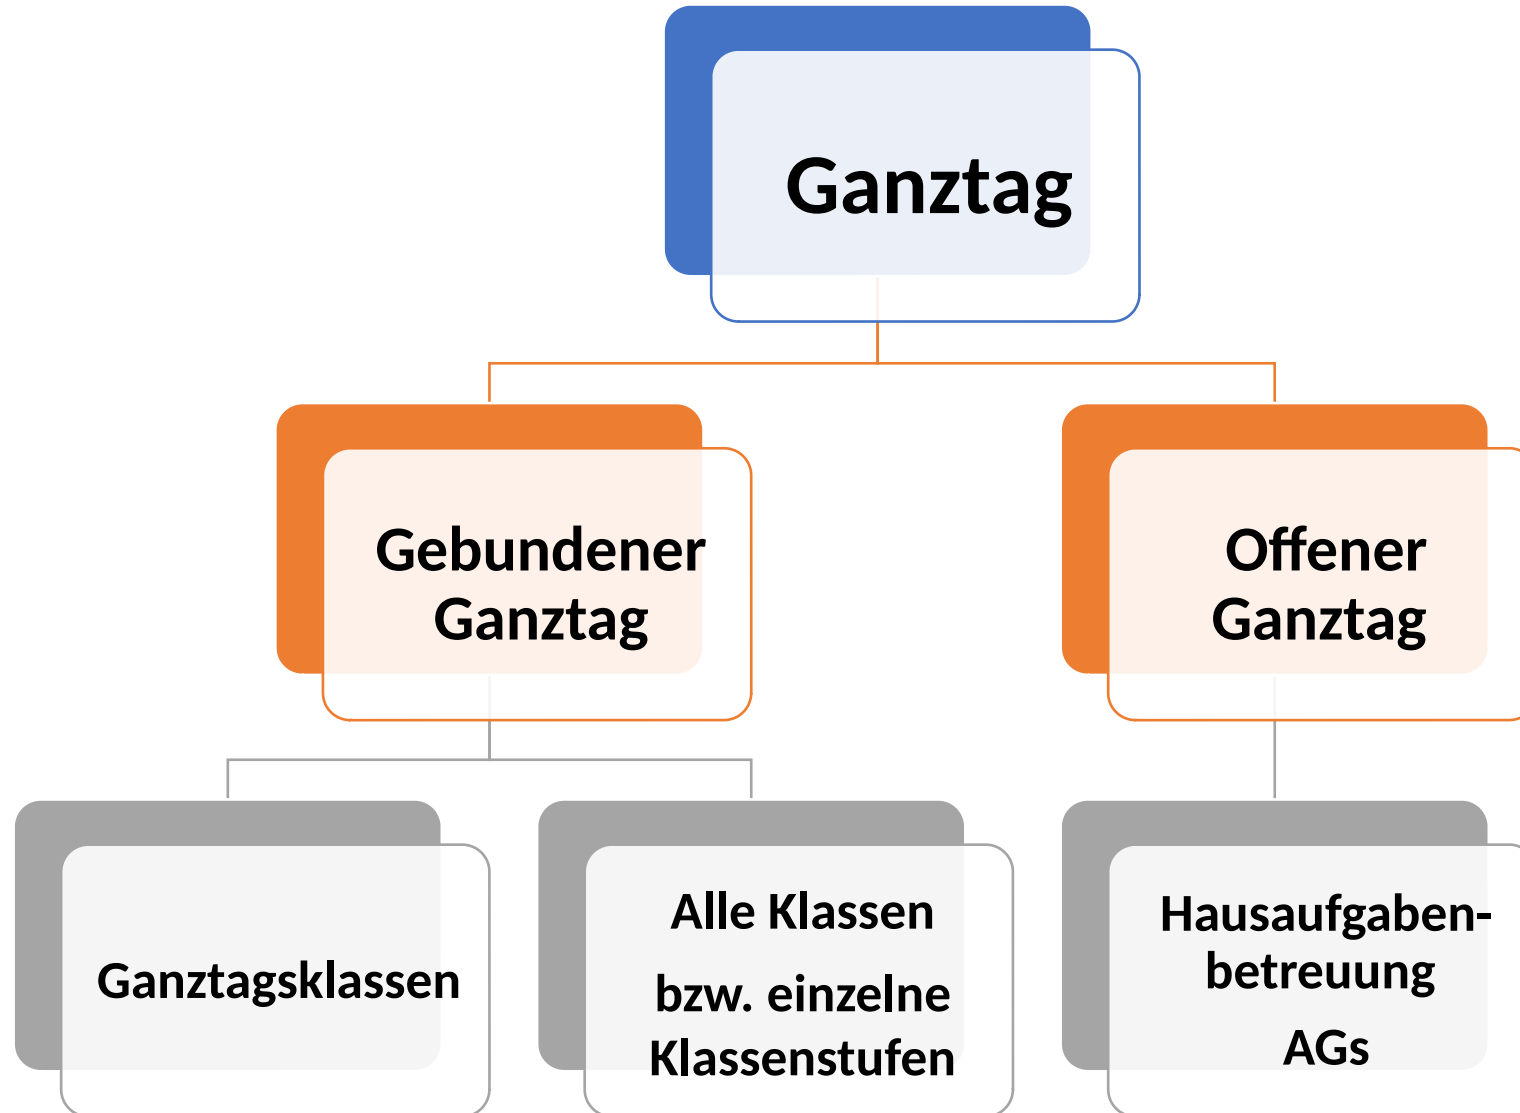 Ganztag
Gebundener
Ganztag
Offener
Ganztag
Ganztagsklassen
Alle Klassen
bzw. einzelne
Klassenstufen
Hausaufgaben-
betreuung
AGs